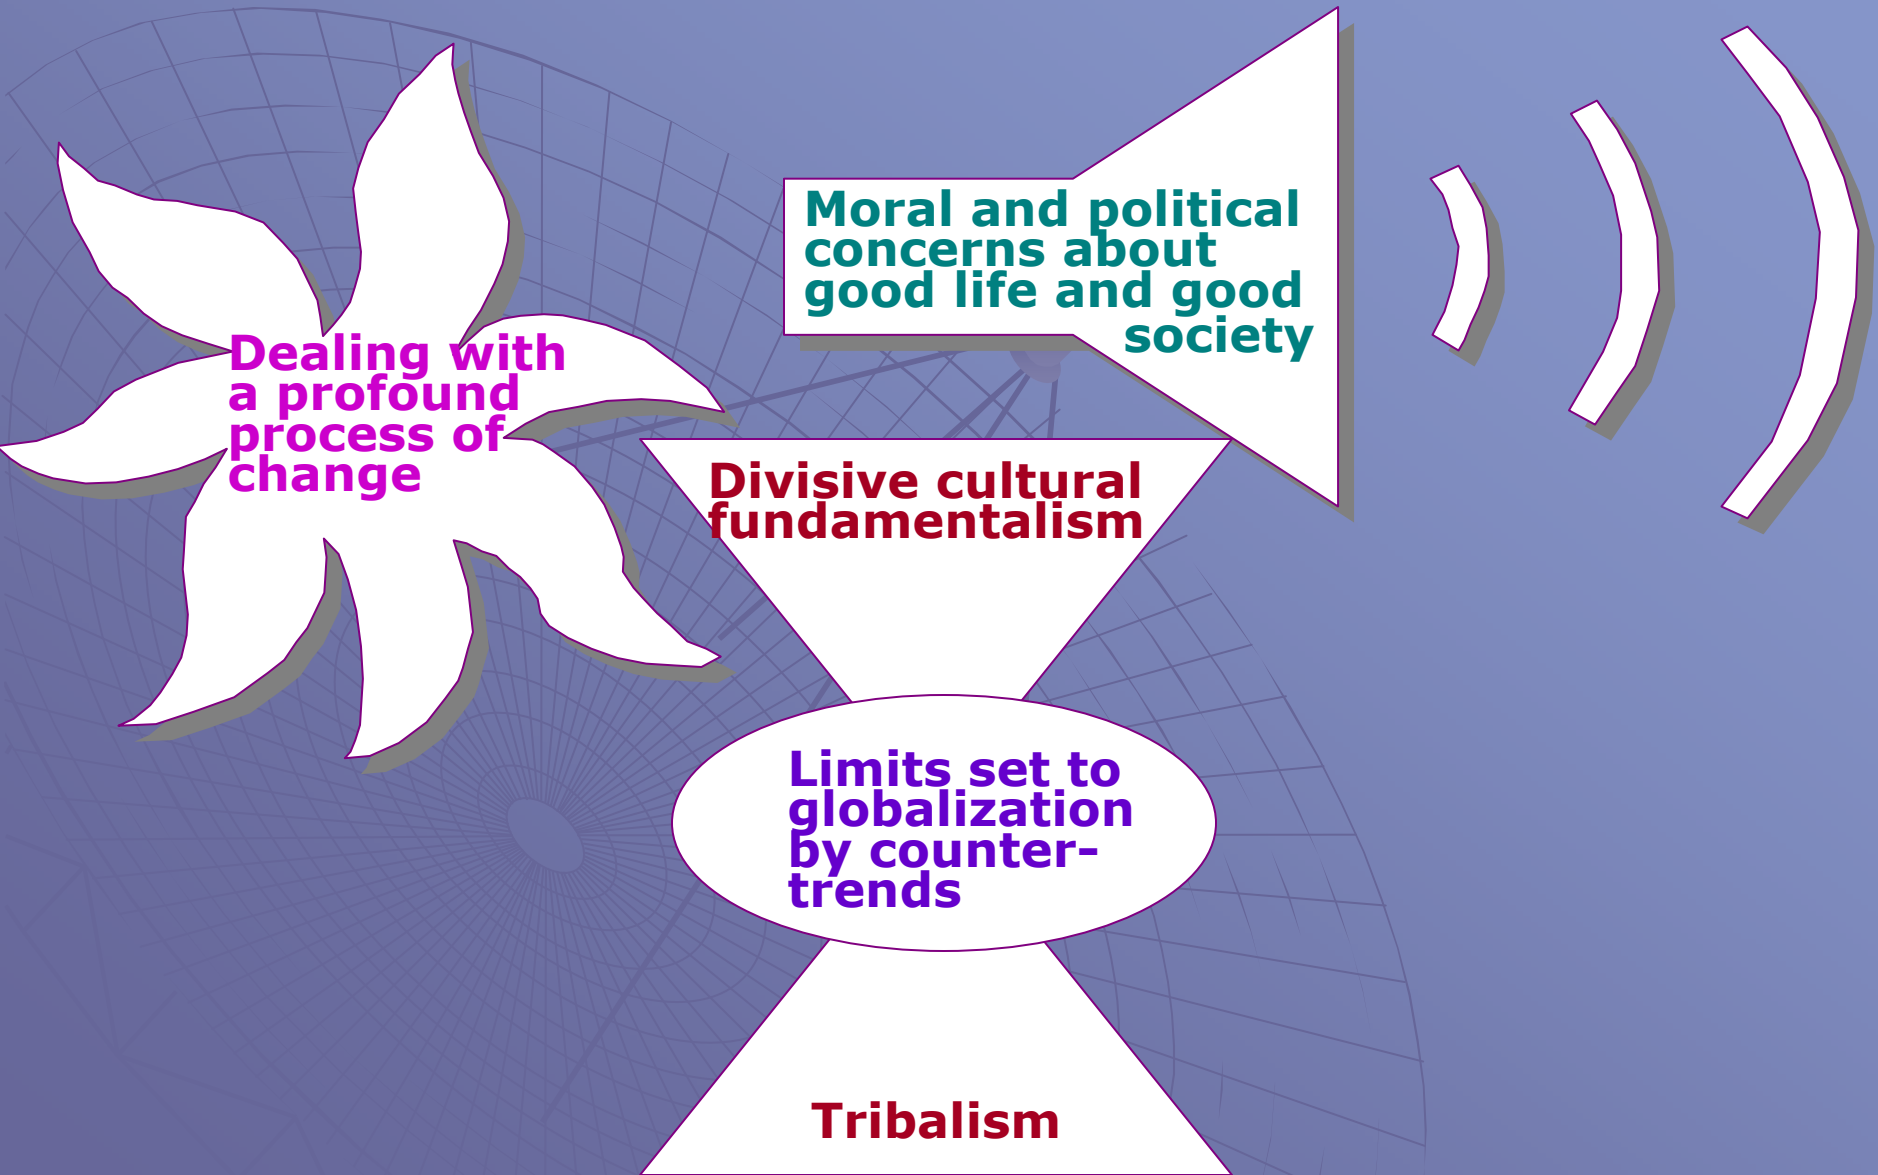 Dealing with
a profound
process of
change
Moral and political
concerns about
good life and good
society
Divisive cultural
fundamentalism
Limits set to
globalization
by counter-
trends
Tribalism